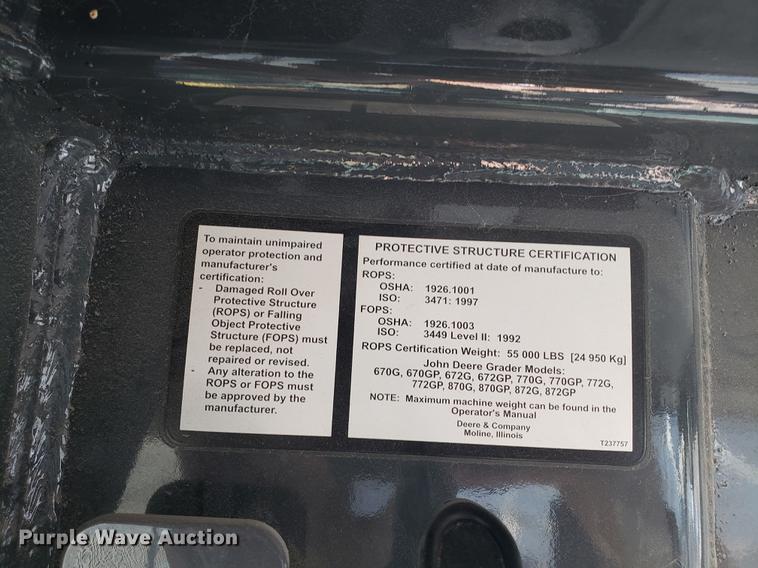 To maintain unimpaired
operator protection and
manufacturer's
certification:
- Damaged Roll Over
Protective Structure
(ROPS) or Falling
Object Protective
Structure (FOPS) must
be replaced, not
repaired or revised.
- Any alteration to the
ROPS or FOPS must
be approved by the
manufacturer.
PROTECTIVE STRUCTURE CERTIFICATION
Performance certified at date of manufacture to:
ROPS:
OSHA: 1926.1001
ISO: 3471: 1997
FOPS:
OSHA: 1926.1003
ISO: 3449 Level II: 1992
ROPS Certification Weight: 55 000 LBS [24 950 Kg]
John Deere Grader Models:
670G, 670GP, 672G, 672GP, 770G, 770GP, 772G,
772GP, 870G, 870GP, 872G, 872GP
NOTE: Maximum machine weight can be found in the
Operator's Manual
Deere & Company
Moline, Illinois
T237757
Purple Wave Auction